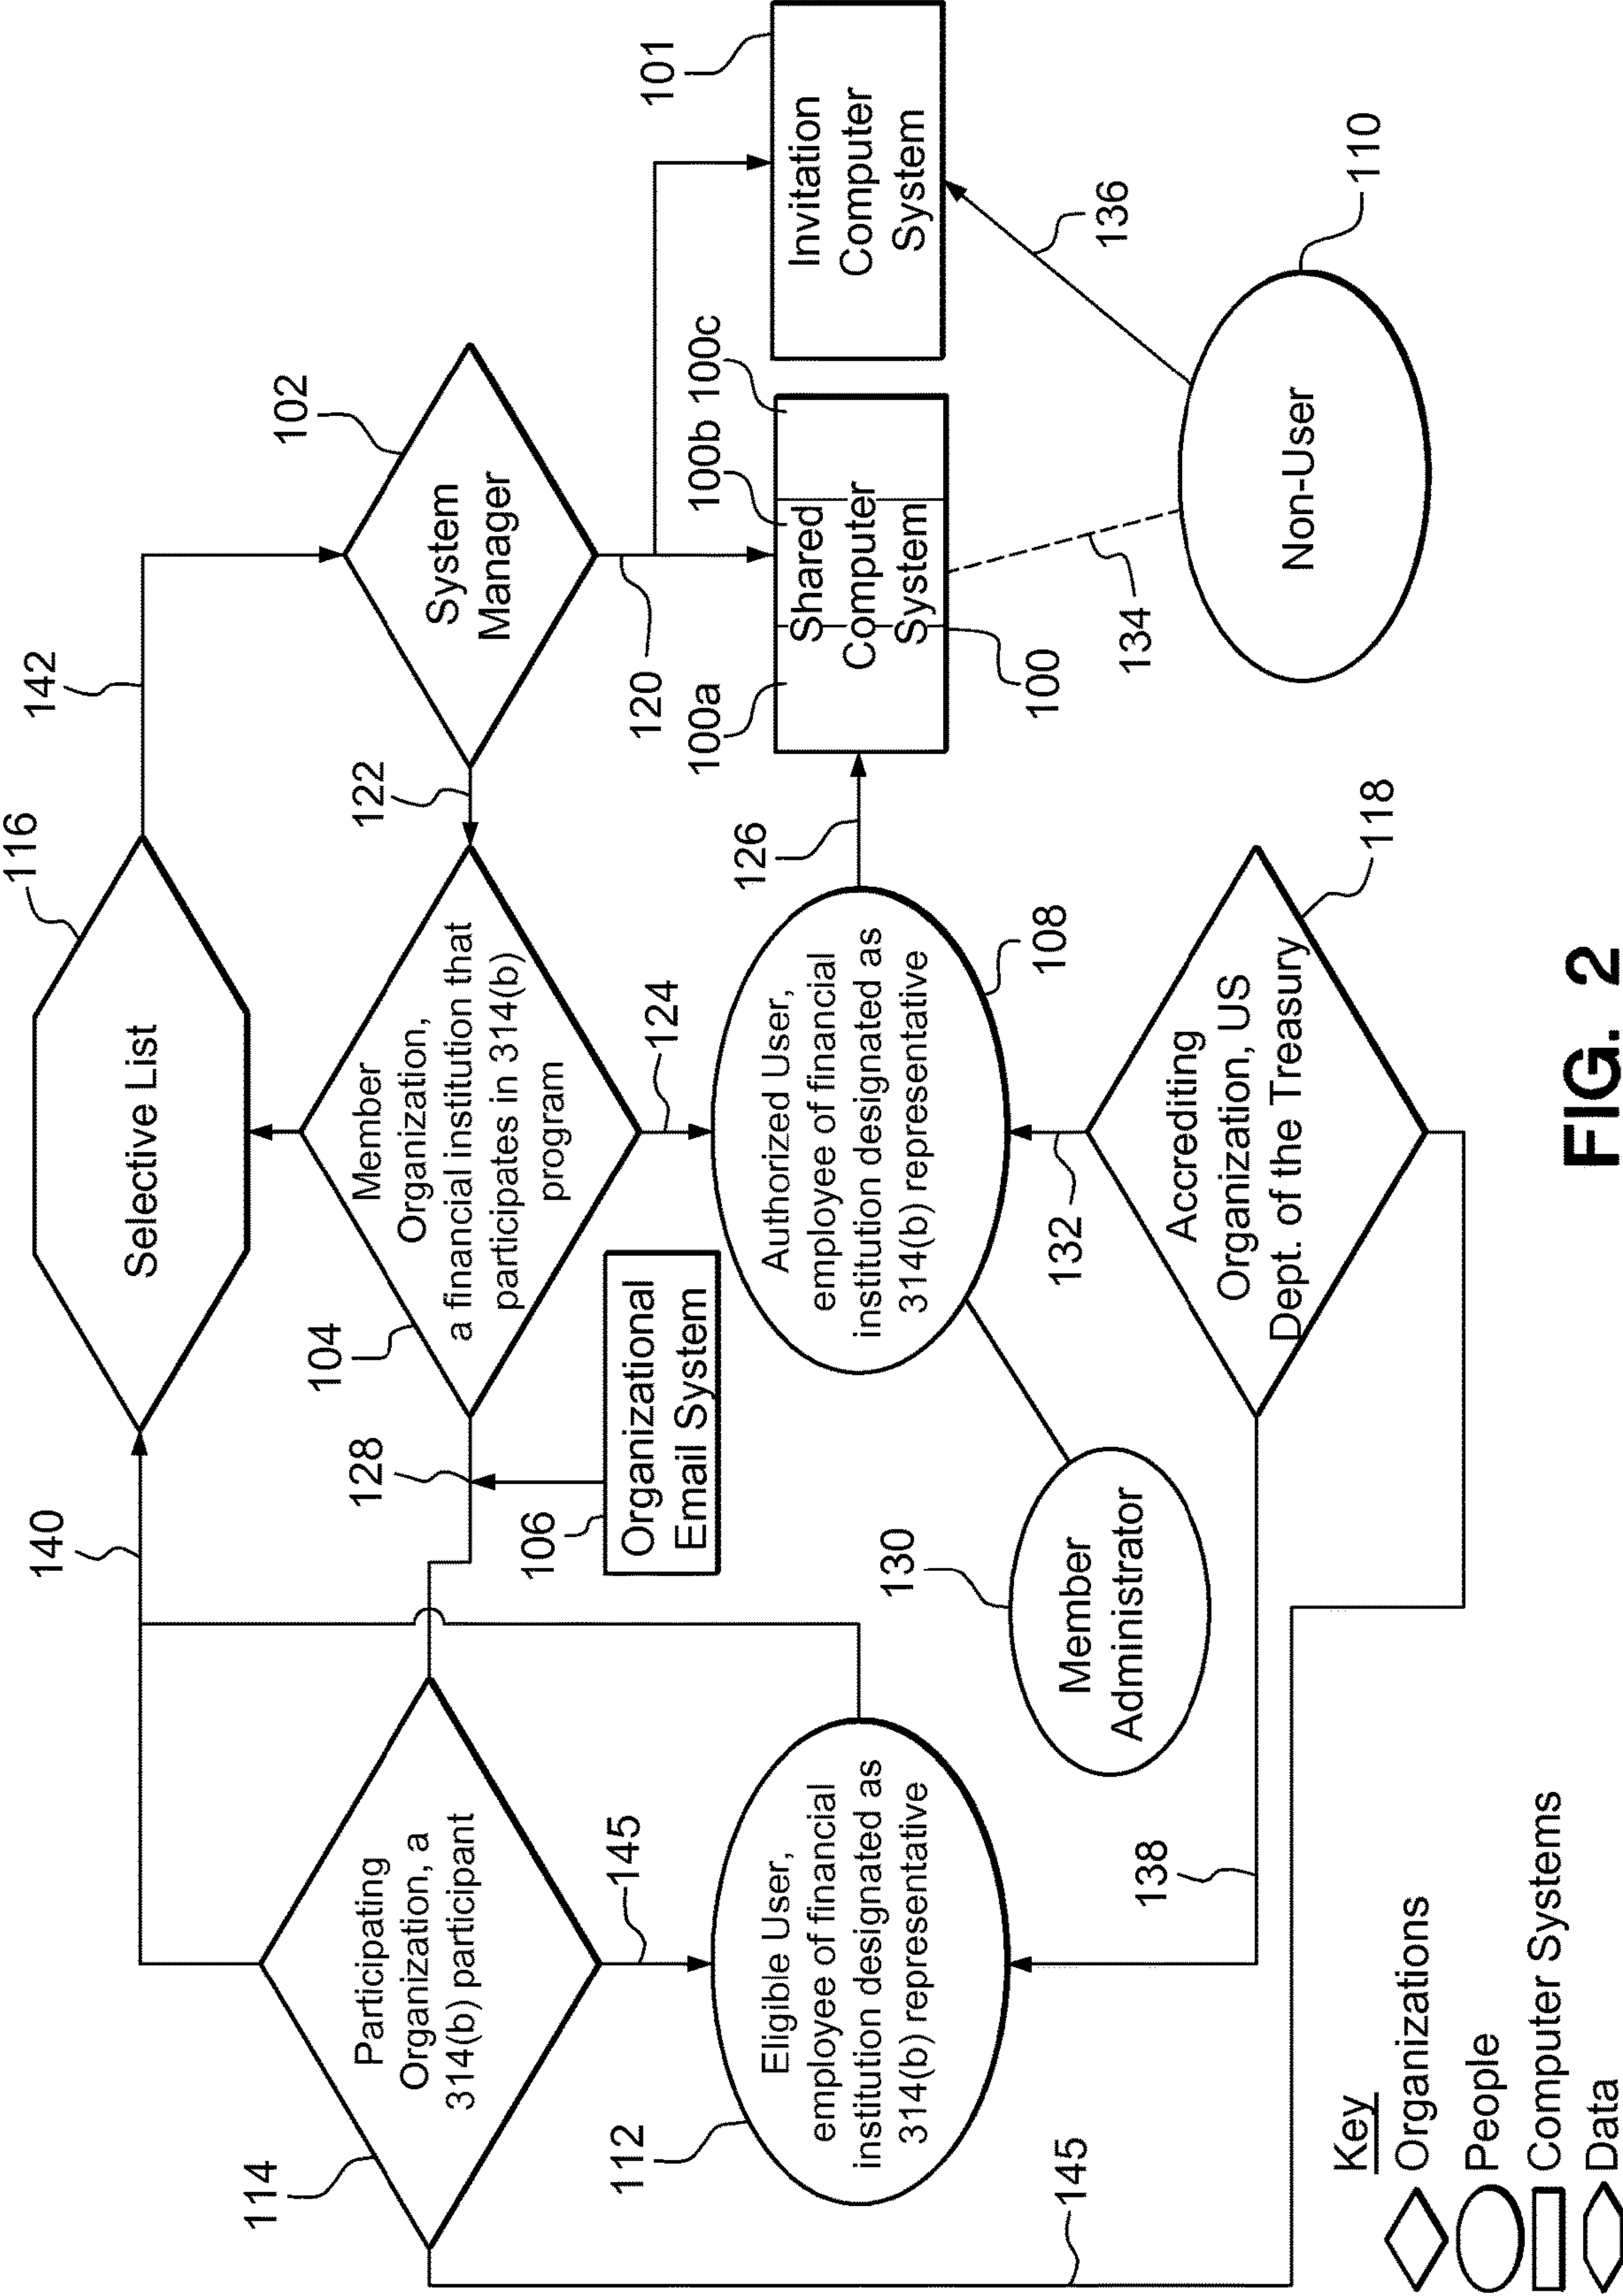 140
116
142
Selective List
114
Participating
Organization, a
314(b) participant
128
104
Member
Organization,
a financial institution that
participates in 314(b)
program
122
102
System
Manager
106
Organizational
Email System
145
124
120
112
Eligible User,
employee of financial
institution designated as
314(b) representative
Authorized User,
employee of financial
institution designated as
314(b) representative
108
126
100a
100b
100c
Shared
Computer
System
100
101
Invitation
Computer
System
130
Member
Administrator
132
134
136
138
145
Accrediting
Organization, US
Dept. of the Treasury
118
Non-User
110
Key
Organizations
People
Computer Systems
Data
FIG. 2